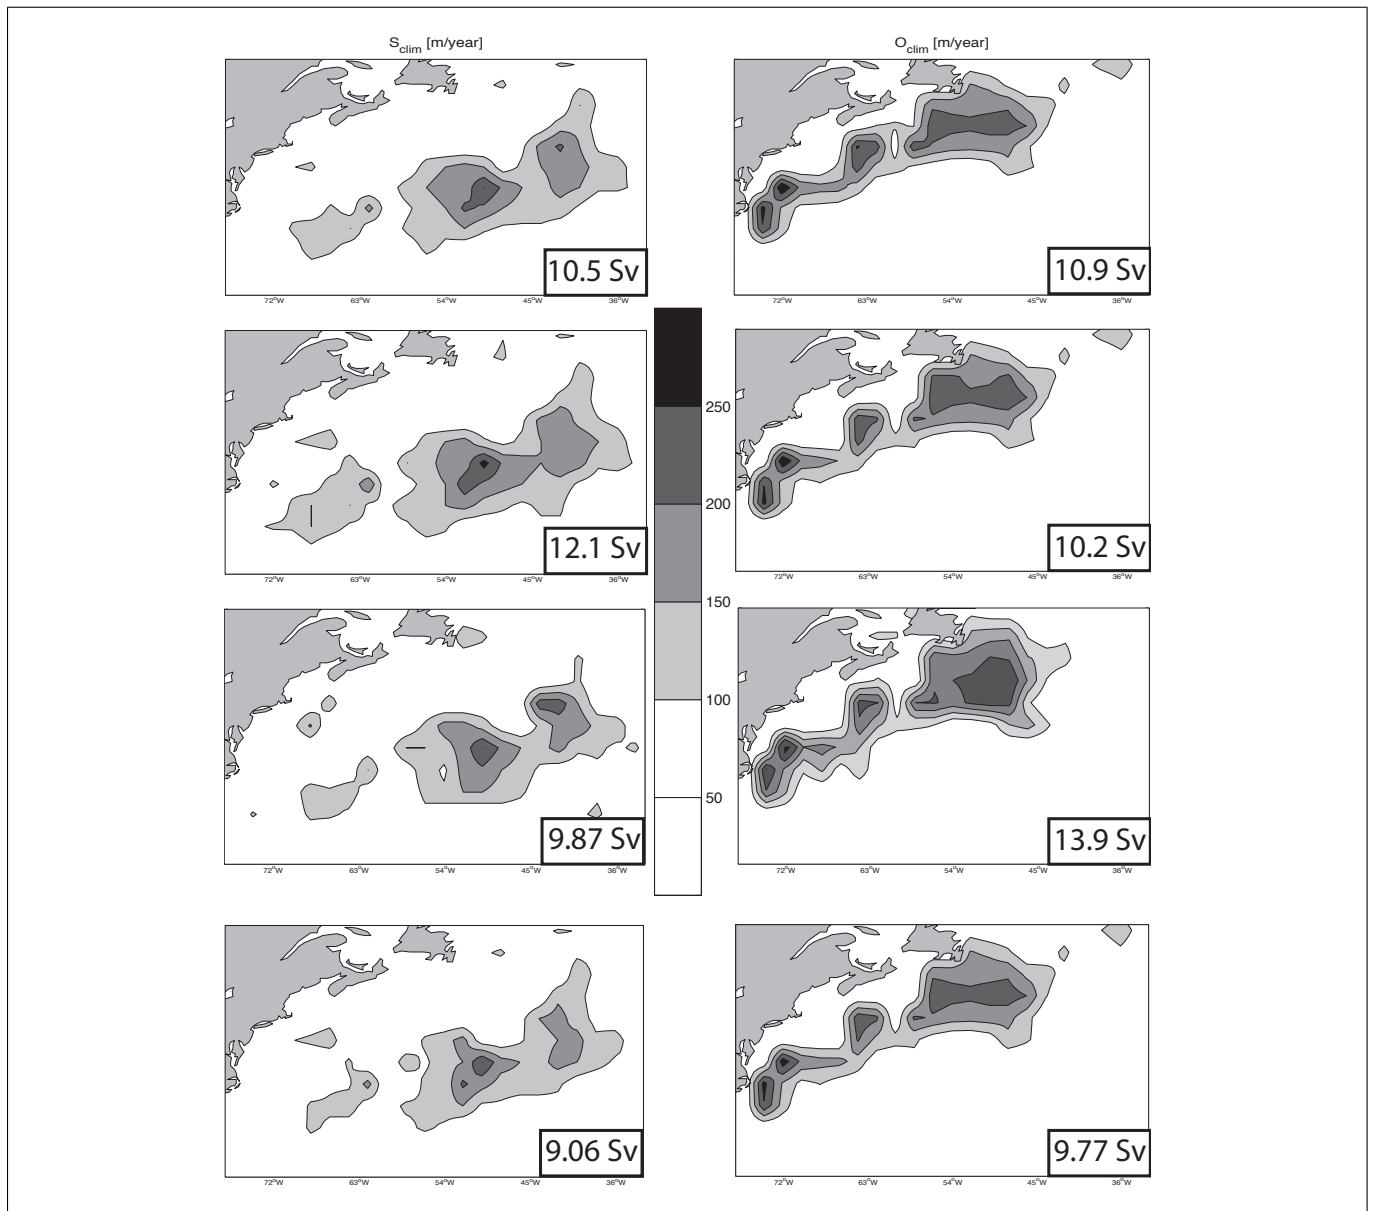 S_clim [m/year]
O_clim [m/year]
10.5 Sv
10.9 Sv
72°W 63°W 54°W 45°W 36°W
72°W 63°W 54°W 45°W 36°W
250
200
150
100
50
12.1 Sv
10.2 Sv
72°W 63°W 54°W 45°W 36°W
72°W 63°W 54°W 45°W 36°W
9.87 Sv
13.9 Sv
72°W 63°W 54°W 45°W 36°W
72°W 63°W 54°W 45°W 36°W
9.06 Sv
9.77 Sv
72°W 63°W 54°W 45°W 36°W
72°W 63°W 54°W 45°W 36°W